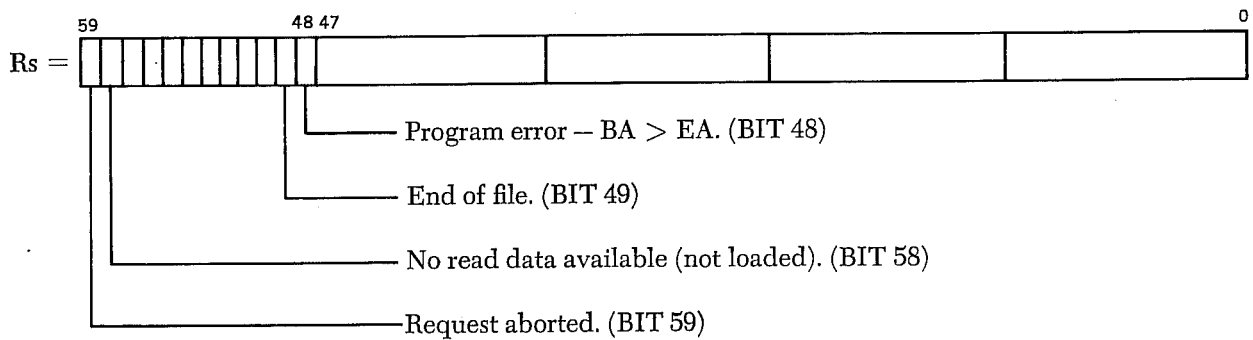 59 48 47 0
Rs =
Program error – BA > EA. (BIT 48)
End of file. (BIT 49)
No read data available (not loaded). (BIT 58)
Request aborted. (BIT 59)